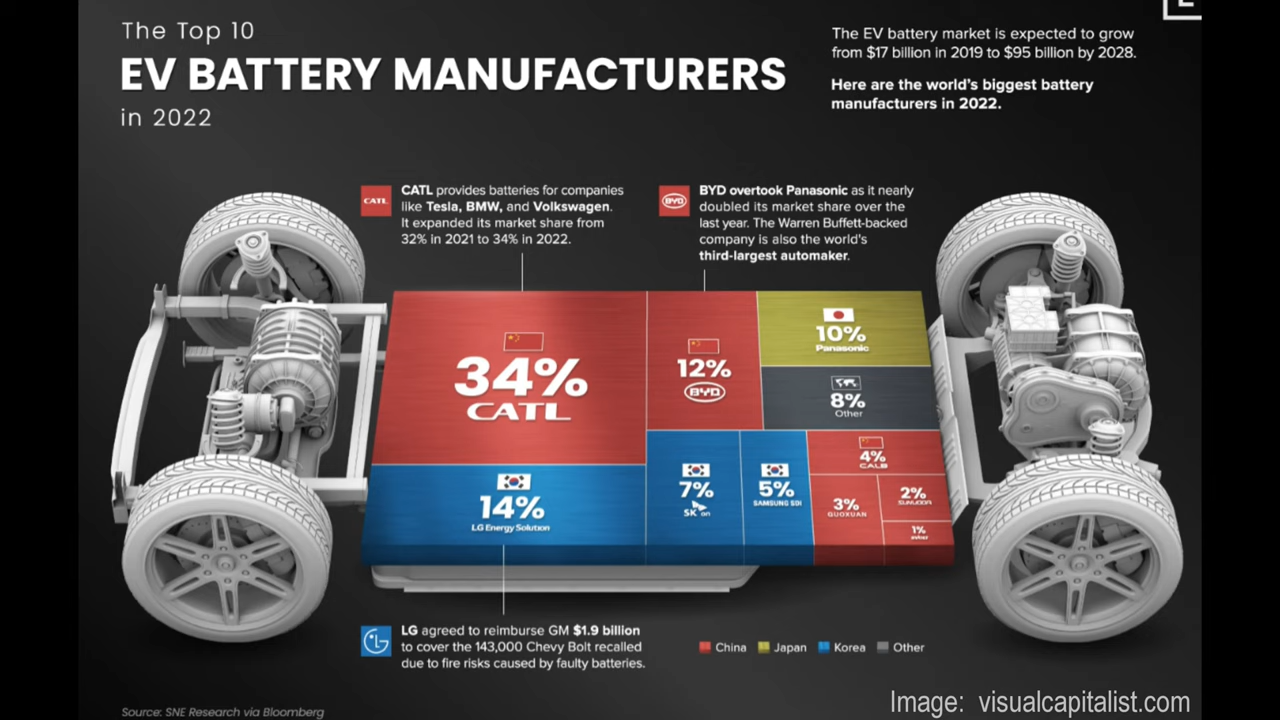 The Top 10
EV BATTERY MANUFACTURERS
in 2022
The EV battery market is expected to grow
from $17 billion in 2019 to $95 billion by 2028.
Here are the world's biggest battery
manufacturers in 2022.
CATL
CATL provides batteries for companies
like Tesla, BMW, and Volkswagen.
It expanded its market share from
32% in 2021 to 34% in 2022.
BYD
BYD overtook Panasonic as it nearly
doubled its market share over the
last year. The Warren Buffett-backed
company is also the world's
third-largest automaker.
34%
CATL
12%
BYD
10%
Panasonic
8%
Other
14%
LG Energy Solution
7%
SK on
5%
SAMSUNG SDI
4%
CALB
3%
GUOXUAN
2%
SUNWODA
1%
LG
LG agreed to reimburse GM $1.9 billion
to cover the 143,000 Chevy Bolt recalled
due to fire risks caused by faulty batteries.
China
Japan
Korea
Other
Source: SNE Research via Bloomberg
Image: visualcapitalist.com